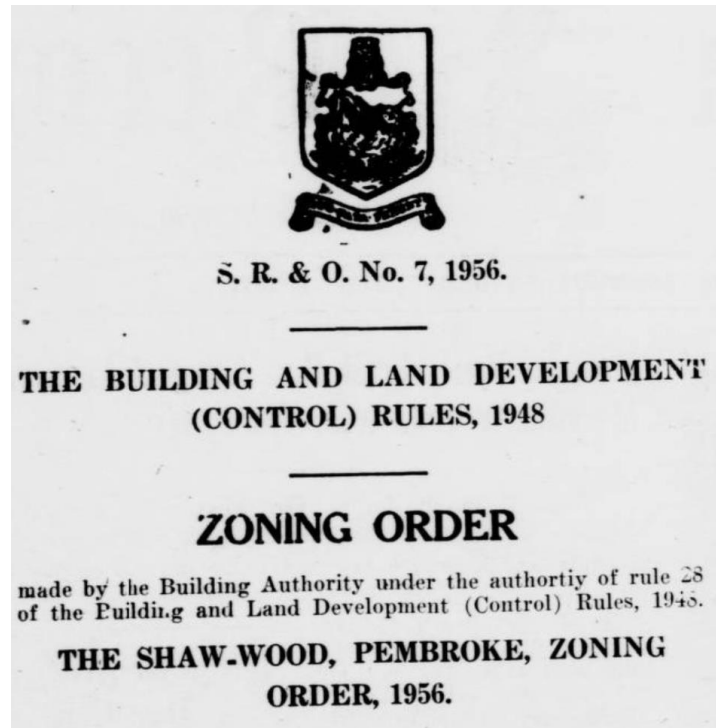 S. R. & O. No. 7, 1956.
THE BUILDING AND LAND DEVELOPMENT
(CONTROL) RULES, 1948
ZONING ORDER
made by the Building Authority under the authortiy of rule 28
of the Building and Land Development (Control) Rules, 1948.
THE SHAW-WOOD, PEMBROKE, ZONING
ORDER, 1956.